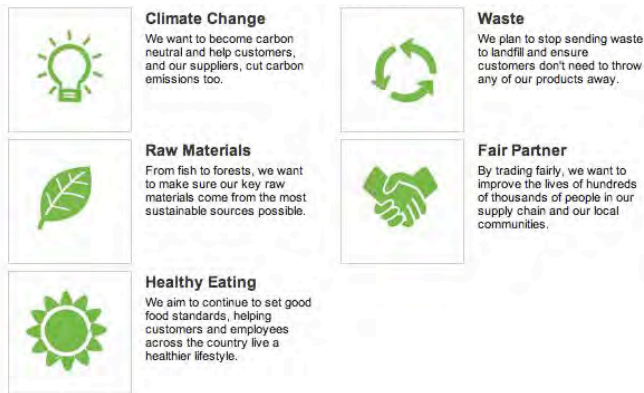 Climate Change
We want to become carbon
neutral and help customers,
and our suppliers, cut carbon
emissions too.
Waste
We plan to stop sending waste
to landfill and ensure
customers don't need to throw
any of our products away.
Raw Materials
From fish to forests, we want
to make sure our key raw
materials come from the most
sustainable sources possible.
Fair Partner
By trading fairly, we want to
improve the lives of hundreds
of thousands of people in our
supply chain and our local
communities.
Healthy Eating
We aim to continue to set good
food standards, helping
customers and employees
across the country live a
healthier lifestyle.